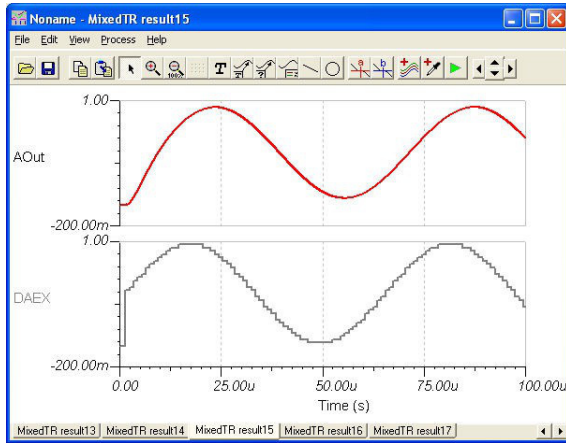 Noname - MixedTR result15
File Edit View Process Help
100%
T
a
b
1.00
AOut
-200.00m
1.00
DAEX
-200.00m
0.00 25.00u 50.00u 75.00u 100.00u
Time (s)
MixedTR result13 MixedTR result14 MixedTR result15 MixedTR result16 MixedTR result17